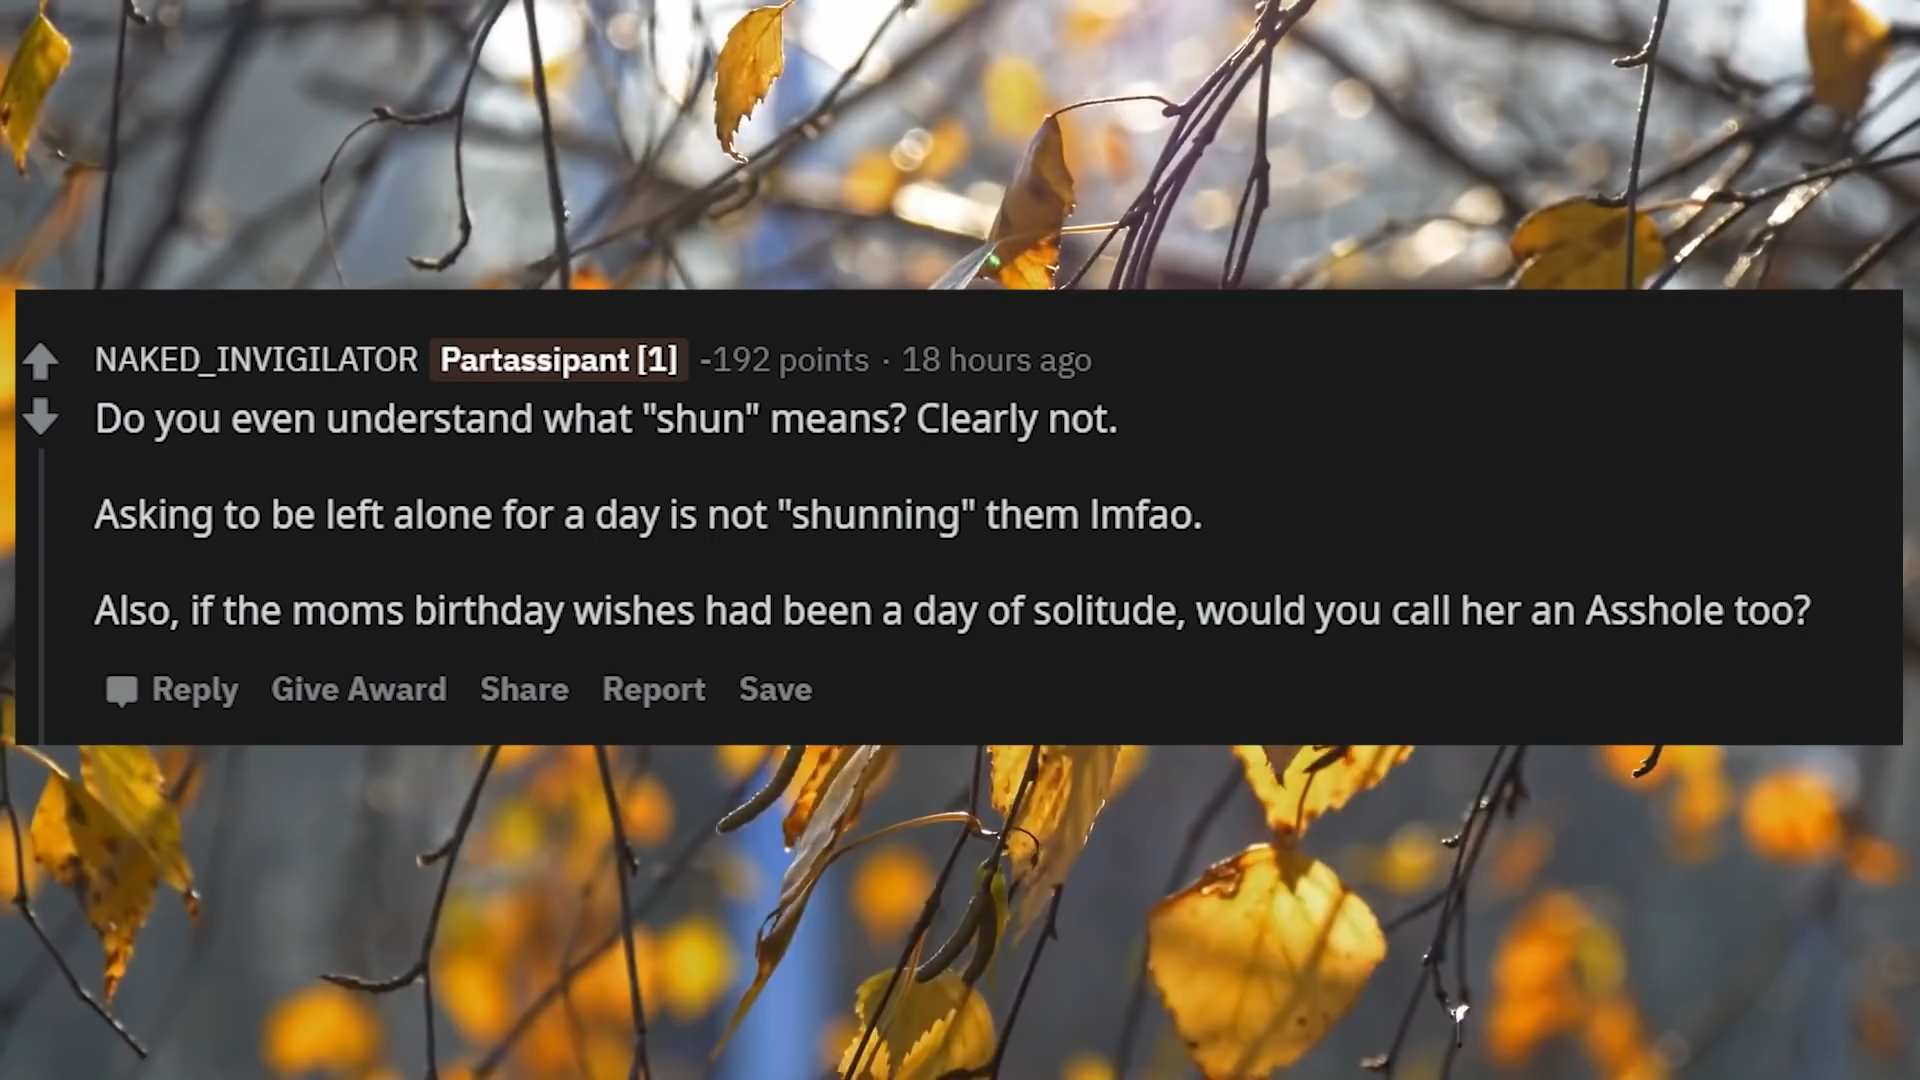 NAKED_INVIGILATOR Partassipant [1] -192 points · 18 hours ago
Do you even understand what "shun" means? Clearly not.
Asking to be left alone for a day is not "shunning" them lmfao.
Also, if the moms birthday wishes had been a day of solitude, would you call her an Asshole too?
Reply Give Award Share Report Save